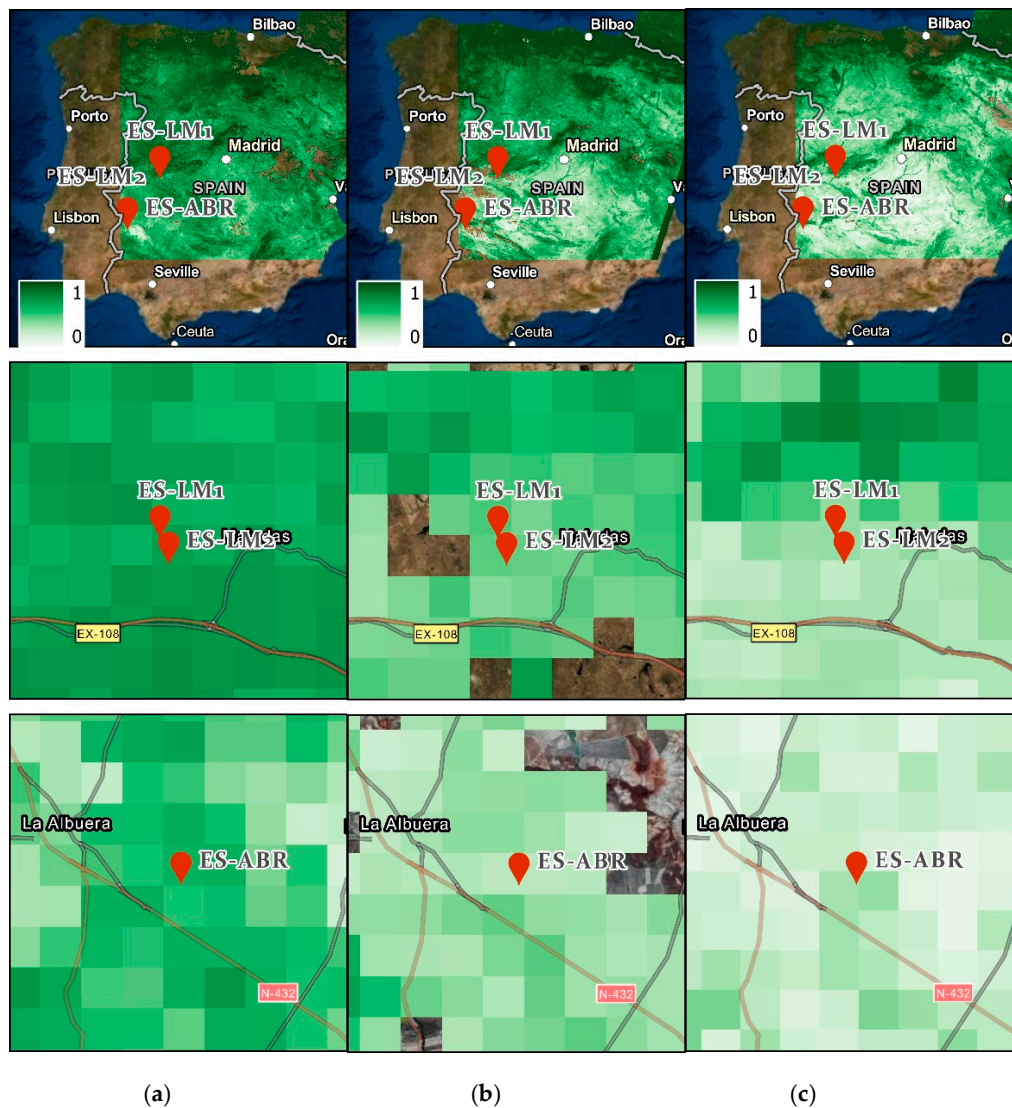 Bilbao
Porto
ES-LM1
Madrid
ES-LM2
SPAIN
ES-ABR
Lisbon
Seville
1
0
Ceuta
Bilbao
Porto
ES-LM1
Madrid
ES-LM2
SPAIN
ES-ABR
Lisbon
Seville
1
0
Ceuta
Bilbao
Porto
ES-LM1
Madrid
ES-LM2
SPAIN
ES-ABR
Lisbon
Seville
1
0
Ceuta
ES-LM1
ES-LM2
EX-108
ES-LM1
ES-LM2
EX-108
ES-LM1
ES-LM2
EX-108
La Albuera
ES-ABR
N-432
La Albuera
ES-ABR
N-432
La Albuera
ES-ABR
N-432
(a) (b) (c)